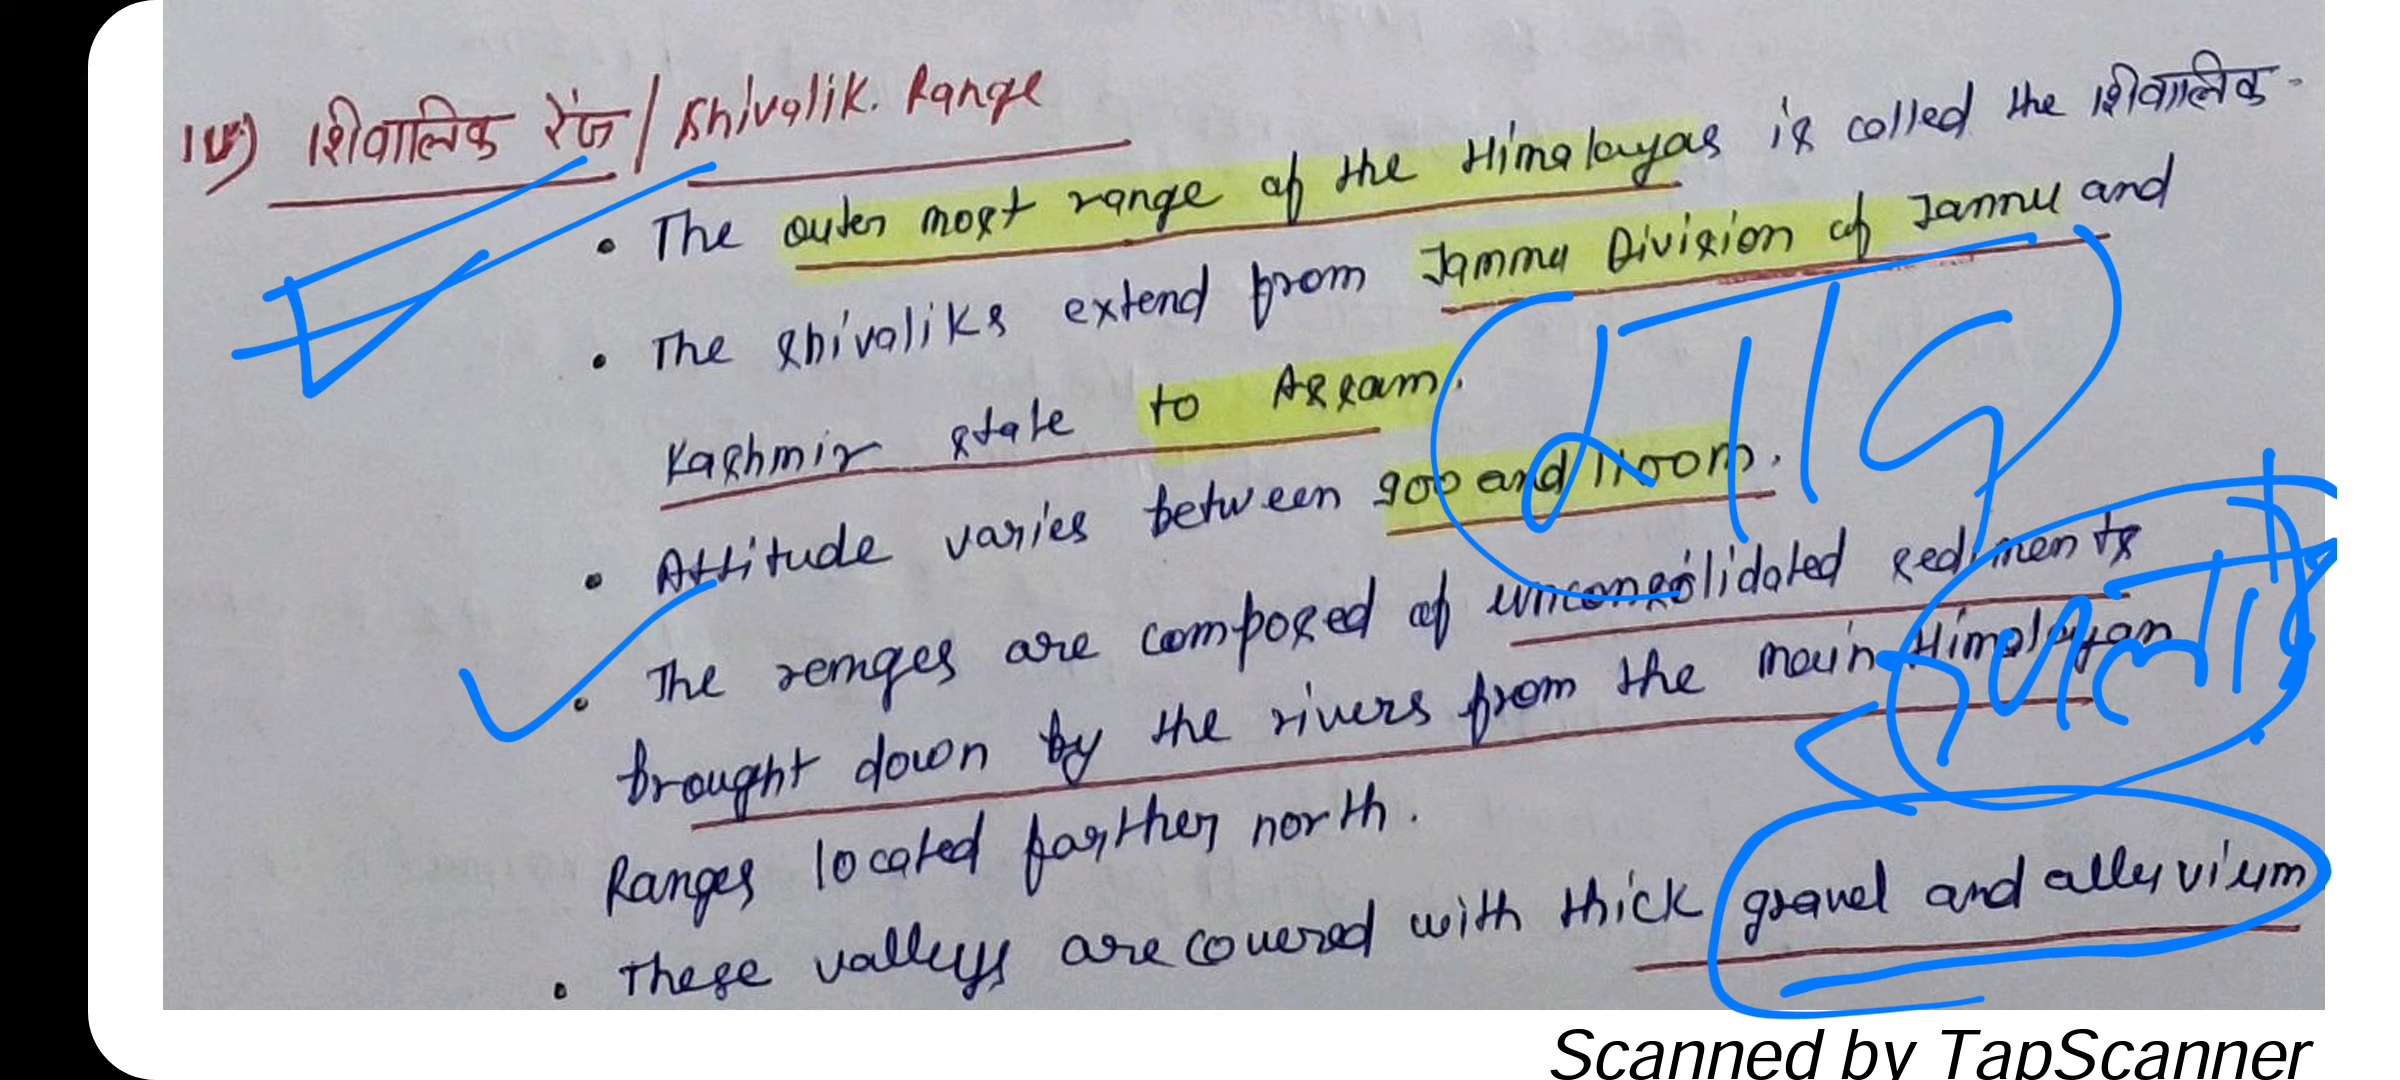 iv) शिवालिक रेंज / Shivalik. Range
• The outer most range of the Himalayas is called the शिवालिक.
• The Shivaliks extend from Jammu Division of Jammu and
Kashmir state to Assam.
• Attitude varies between 900 and 1100m.
• The renges are composed of unconsolidated sediments
brought down by the rivers from the main Himalayan
Ranges located farther north.
• These valleys are covered with thick gravel and alluvium
Scanned by TapScanner